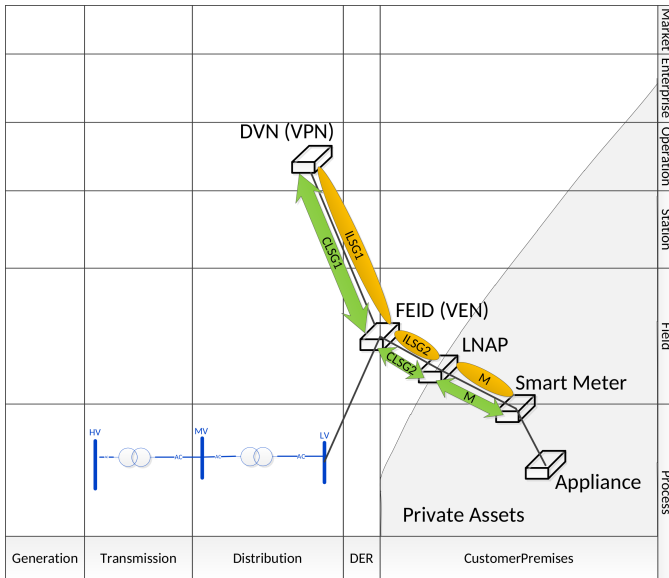 Market
Enterprise
Operation
DVN (VPN)
Station
CLSG1
ILSG1
Field
FEID (VEN)
ILSG2
LNAP
CLSG2
M
Smart Meter
M
HV
MV
LV
AC
AC
AC
Appliance
Process
Private Assets
Generation
Transmission
Distribution
DER
CustomerPremises